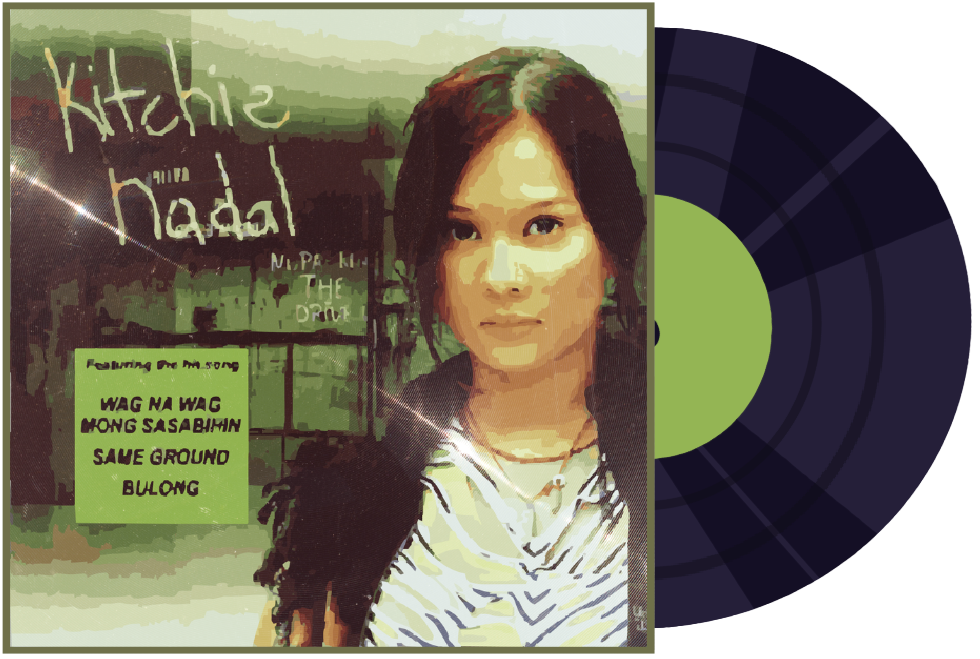 Kitchie
Nadal
THE
Featuring the hit song
WAG NA WAG
MONG SASABIHIN
SAME GROUND
BULONG